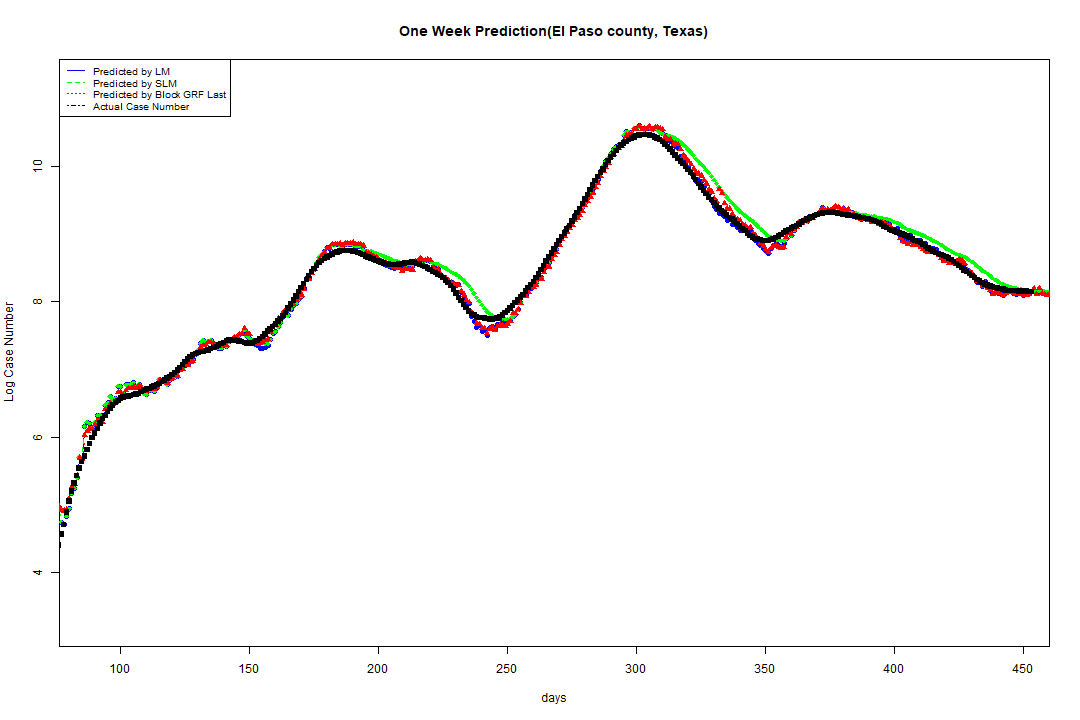 One Week Prediction(El Paso county, Texas)
Predicted by LM
Predicted by SLM
Predicted by Block GRF Last
Actual Case Number
Log Case Number
10
8
6
4
100 150 200 250 300 350 400 450
days